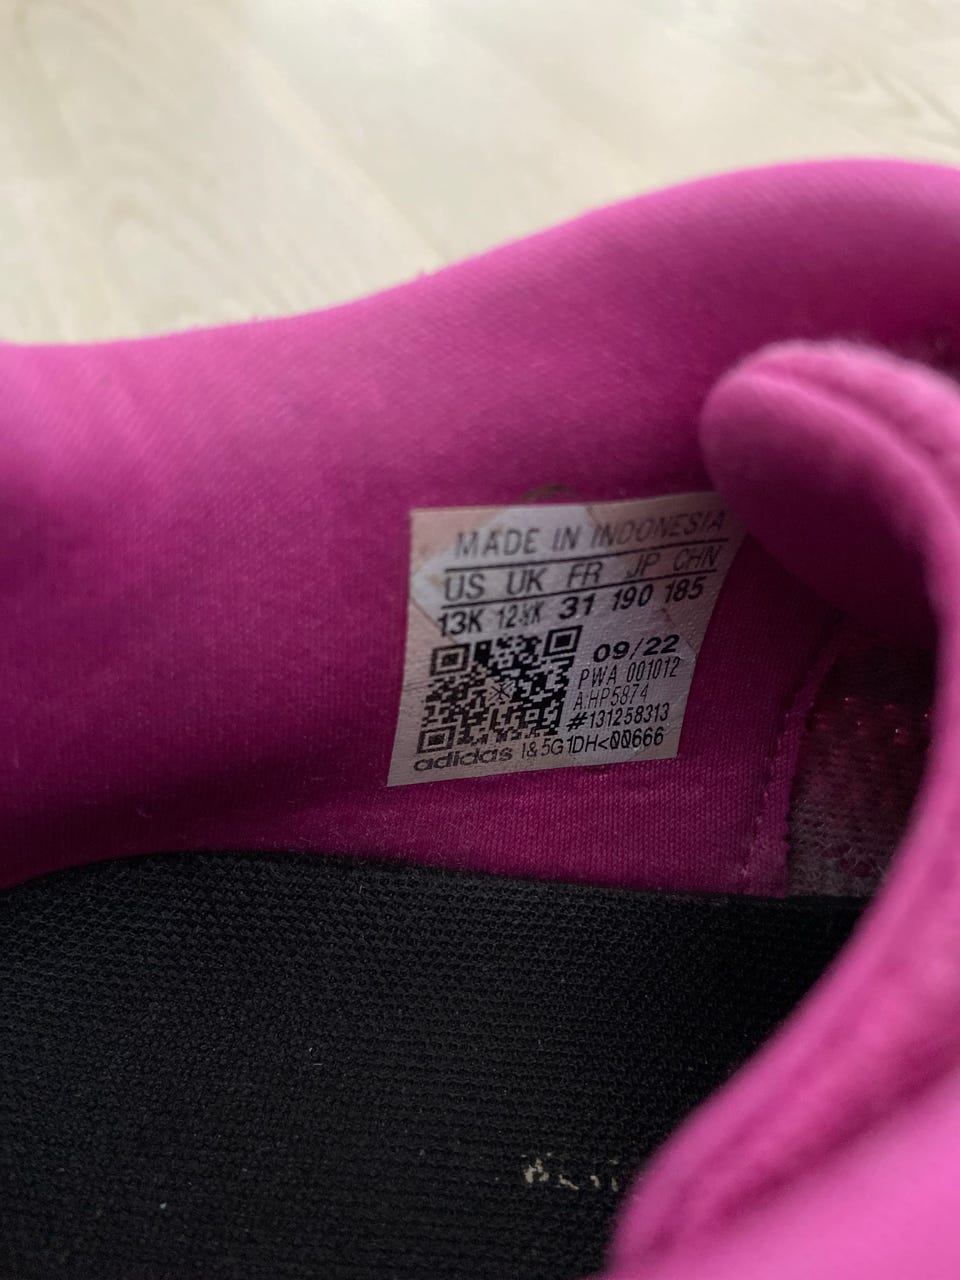 MADE IN INDONESIA
US UK FR JP CHN
13K 12½K 31 190 185
09/22
PWA 001012
A:HP5874
#131258313
adidas I&5G1DH<00666